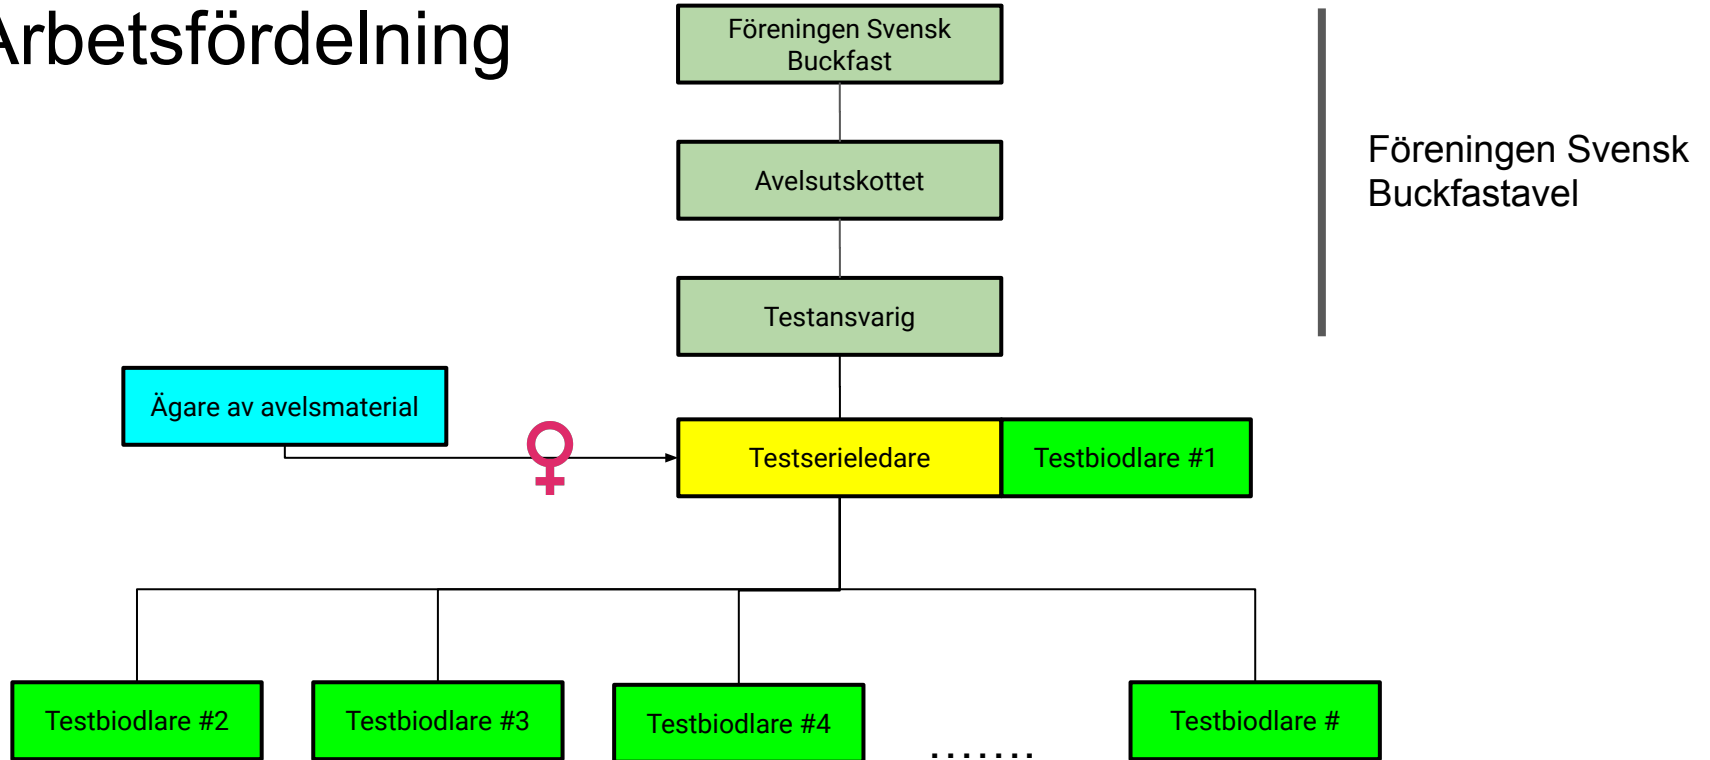 Arbetsfördelning
Föreningen Svensk
Buckfast
Föreningen Svensk
Buckfastavel
Avelsutskottet
Testansvarig
Ägare av avelsmaterial
Testserieledare
Testbiodlare #1
Testbiodlare #2
Testbiodlare #3
Testbiodlare #4
.......
Testbiodlare #